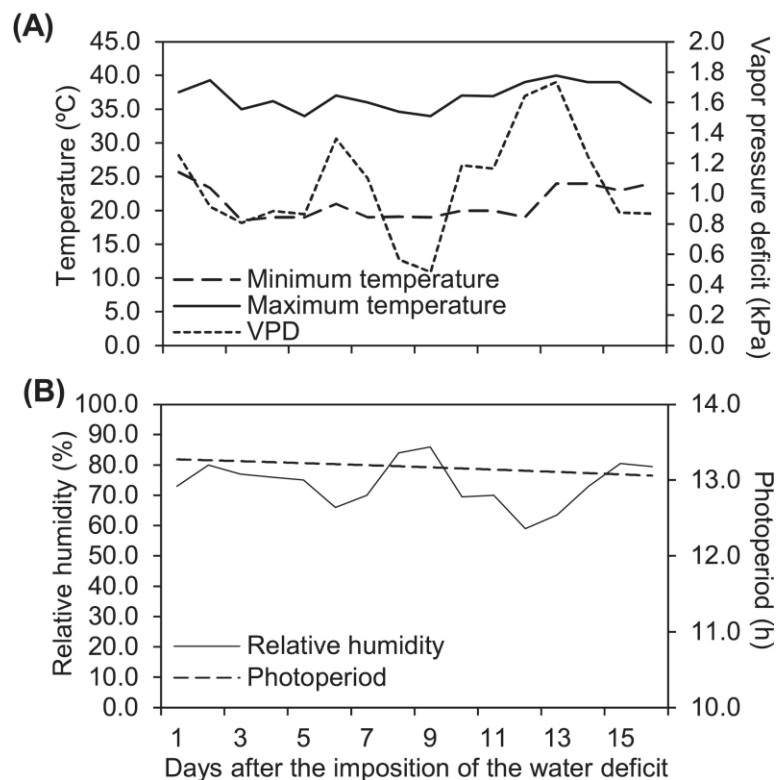 (A)
45.0
40.0
35.0
30.0
25.0
20.0
15.0
10.0
5.0
0.0
Temperature (ºC)
Minimum temperature
Maximum temperature
VPD
2.0
1.8
1.6
1.4
1.2
1.0
0.8
0.6
0.4
0.2
0.0
Vapor pressure deficit (kPa)
(B)
100.0
90.0
80.0
70.0
60.0
50.0
40.0
30.0
20.0
10.0
0.0
Relative humidity (%)
Relative humidity
Photoperiod
14.0
13.0
12.0
11.0
10.0
Photoperiod (h)
1 3 5 7 9 11 13 15
Days after the imposition of the water deficit